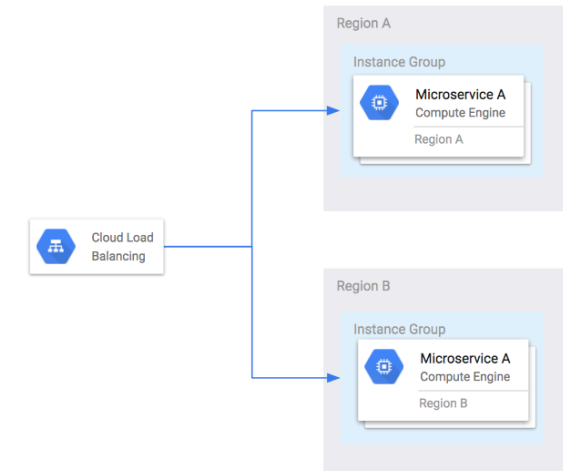 Region A
Instance Group
Microservice A
Compute Engine
Region A
Cloud Load
Balancing
Region B
Instance Group
Microservice A
Compute Engine
Region B